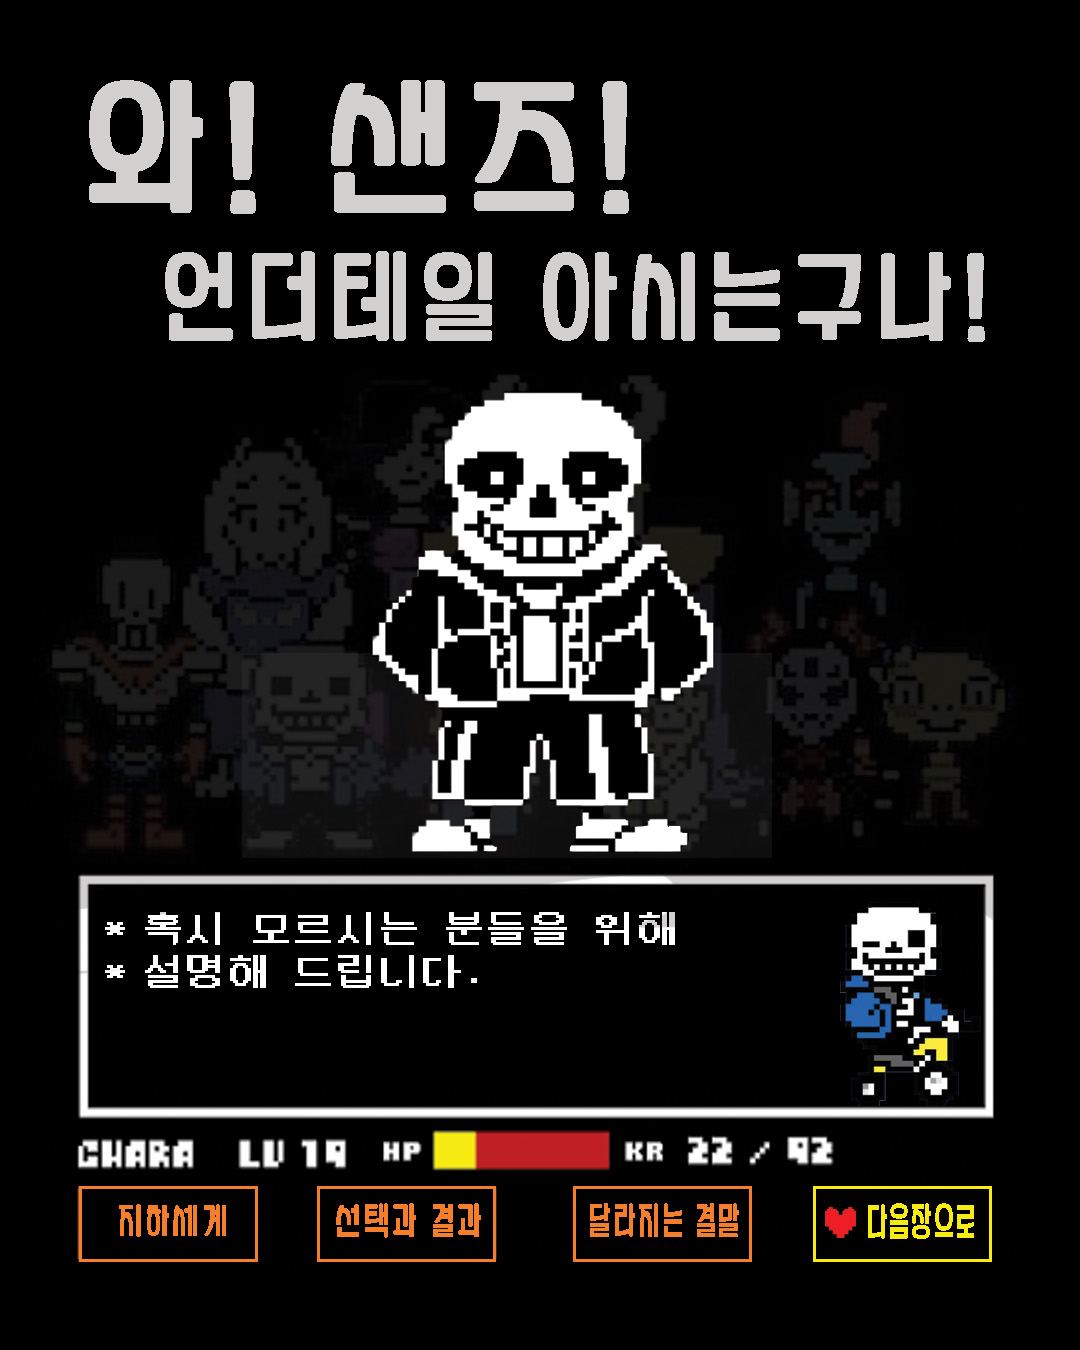 와! 샌즈!
언더테일 아시는구나!
* 혹시 모르시는 분들을 위해
* 설명해 드립니다.
CHARA LV 19 HP KR 22 / 92
지하세계 선택과 결과 달라지는 결말 다음장으로